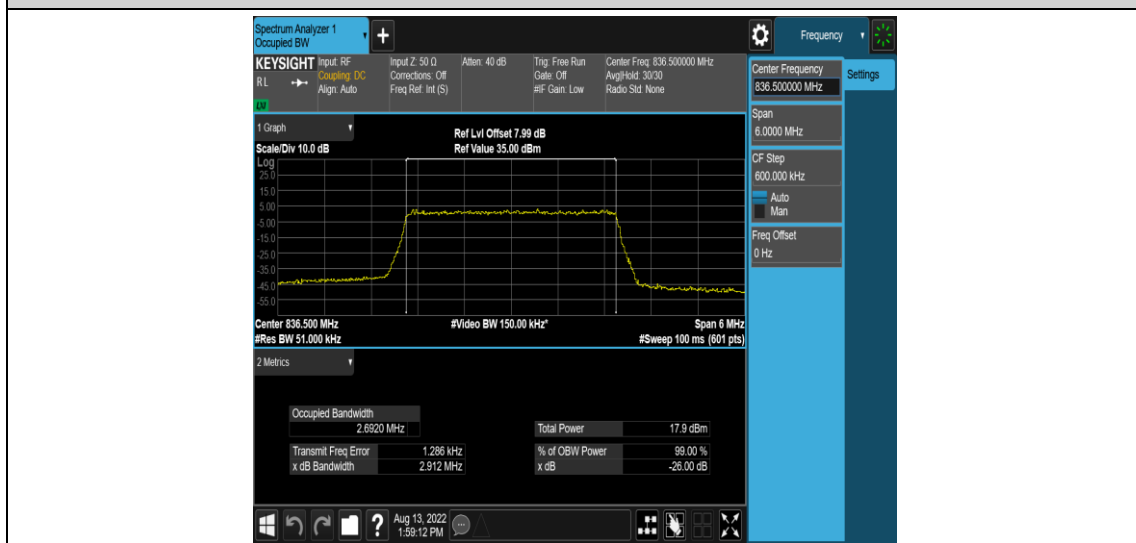 Spectrum Analyzer 1
Occupied BW
Frequency
KEYSIGHT
RL
Input: RF
Coupling: DC
Align: Auto
Input Z: 50 Ω
Corrections: Off
Freq Ref: Int (S)
Atten: 40 dB
Trig: Free Run
Gate: Off
#IF Gain: Low
Center Freq: 836.500000 MHz
Avg|Hold: 30/30
Radio Std: None
Center Frequency
836.500000 MHz
Settings
Span
6.0000 MHz
CF Step
600.000 kHz
Auto
Man
Freq Offset
0 Hz
1 Graph
Scale/Div 10.0 dB
Ref Lvl Offset 7.99 dB
Ref Value 35.00 dBm
Log
25.0
15.0
5.00
-5.00
-15.0
-25.0
-35.0
-45.0
-55.0
Center 836.500 MHz
#Video BW 150.00 kHz*
Span 6 MHz
#Res BW 51.000 kHz
#Sweep 100 ms (601 pts)
2 Metrics
Occupied Bandwidth
2.6920 MHz
Total Power 17.9 dBm
Transmit Freq Error 1.286 kHz
% of OBW Power 99.00 %
x dB Bandwidth 2.912 MHz
x dB -26.00 dB
?
Aug 13, 2022
1:59:12 PM